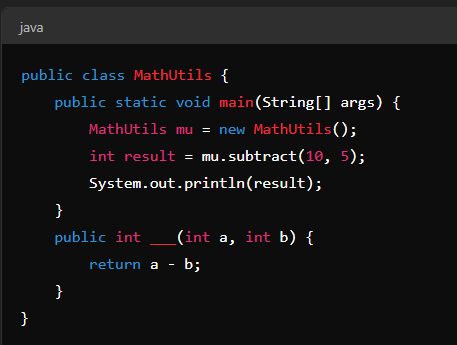 java
public class MathUtils {
    public static void main(String[] args) {
        MathUtils mu = new MathUtils();
        int result = mu.subtract(10, 5);
        System.out.println(result);
    }
    public int ___(int a, int b) {
        return a - b;
    }
}